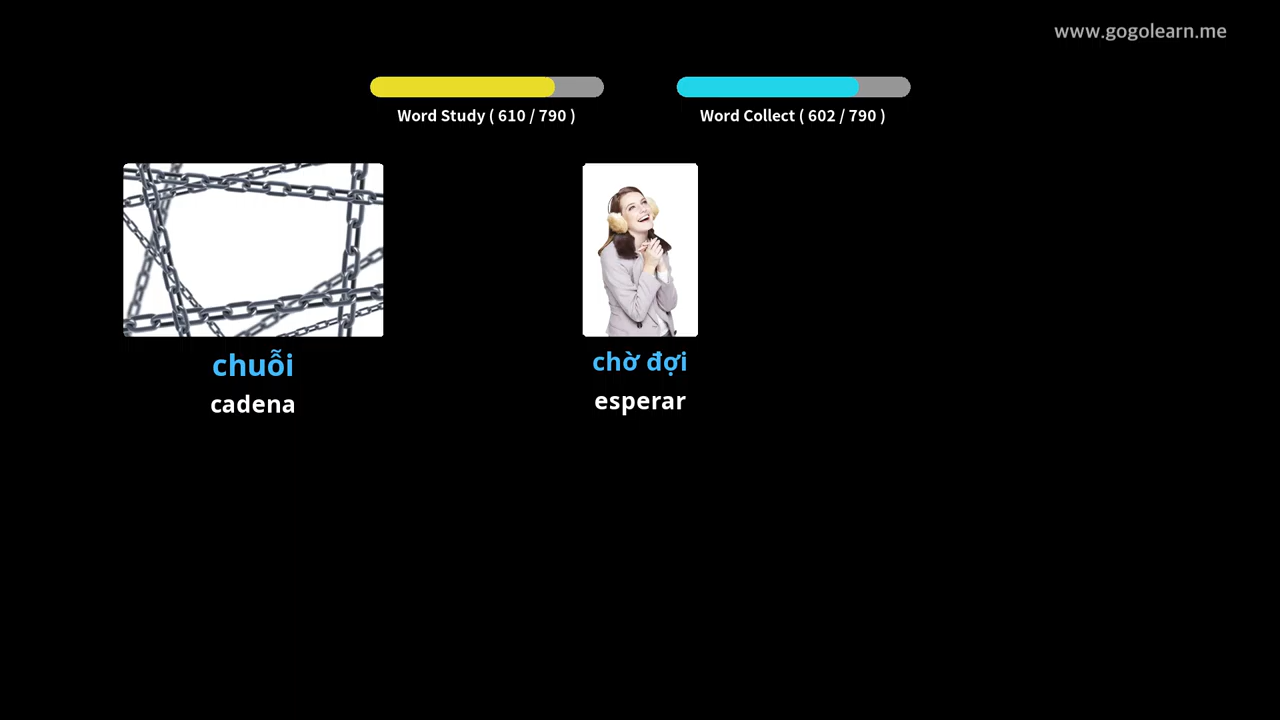 www.gogolearn.me
Word Study ( 610 / 790 )
Word Collect ( 602 / 790 )
chuỗi
cadena
chờ đợi
esperar